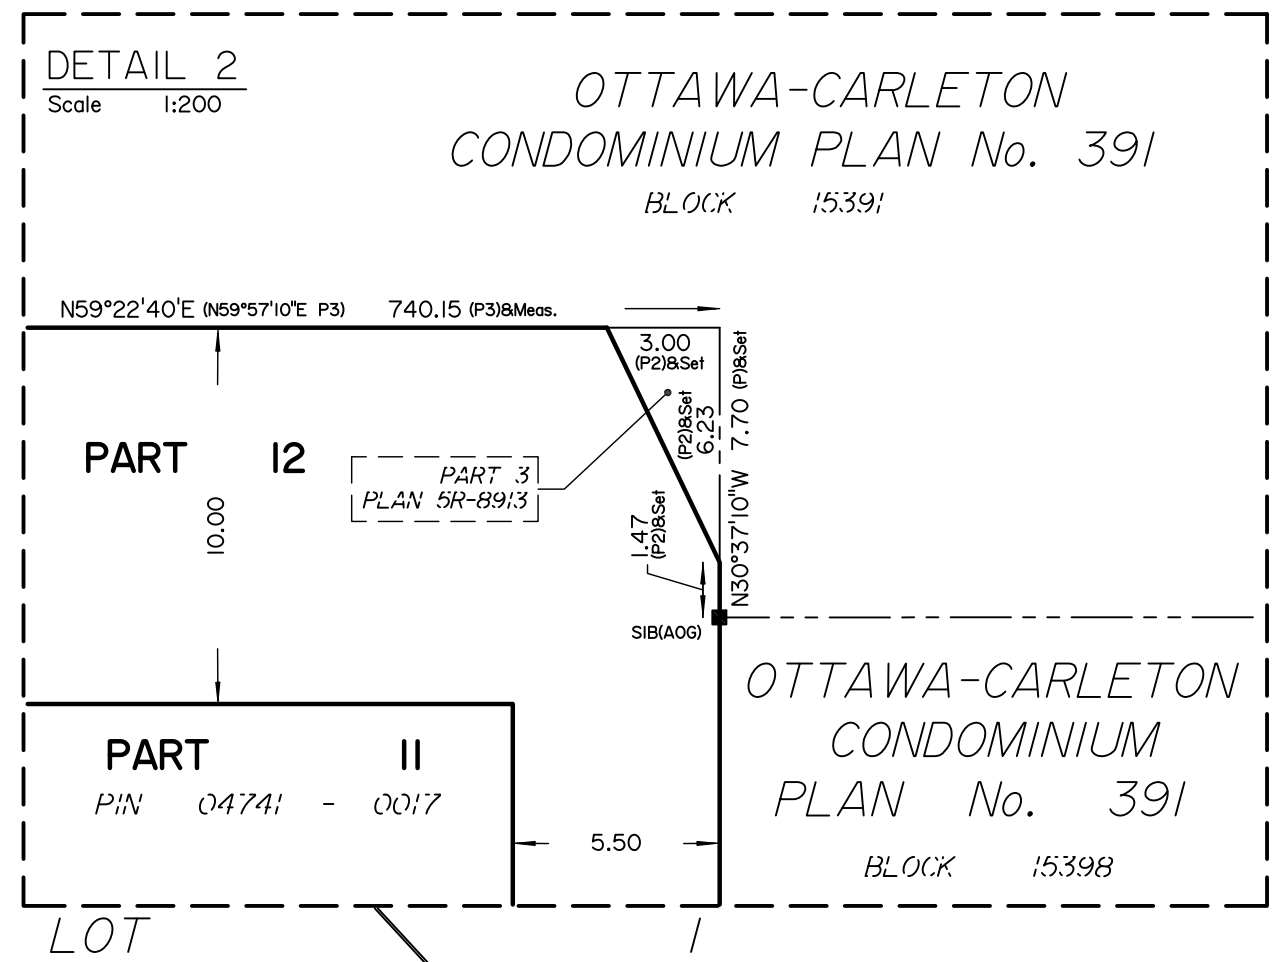 DETAIL 2
Scale 1:200
OTTAWA-CARLETON
CONDOMINIUM PLAN No. 391
BLOCK 15391
N59°22'40'E (N59°57'10"E P3) 740.15 (P3)&Meas.
3.00
(P2)&Set
(P2)&Set
6.23
N30°37'10"W 7.70 (P)&Set
PART 12
PART 3
PLAN 5R-8913
10.00
1.47
(P2)&Set
SIB(AOG)
OTTAWA-CARLETON
CONDOMINIUM
PLAN No. 391
BLOCK 15398
PART 11
PIN 04741 - 0017
5.50
LOT 1